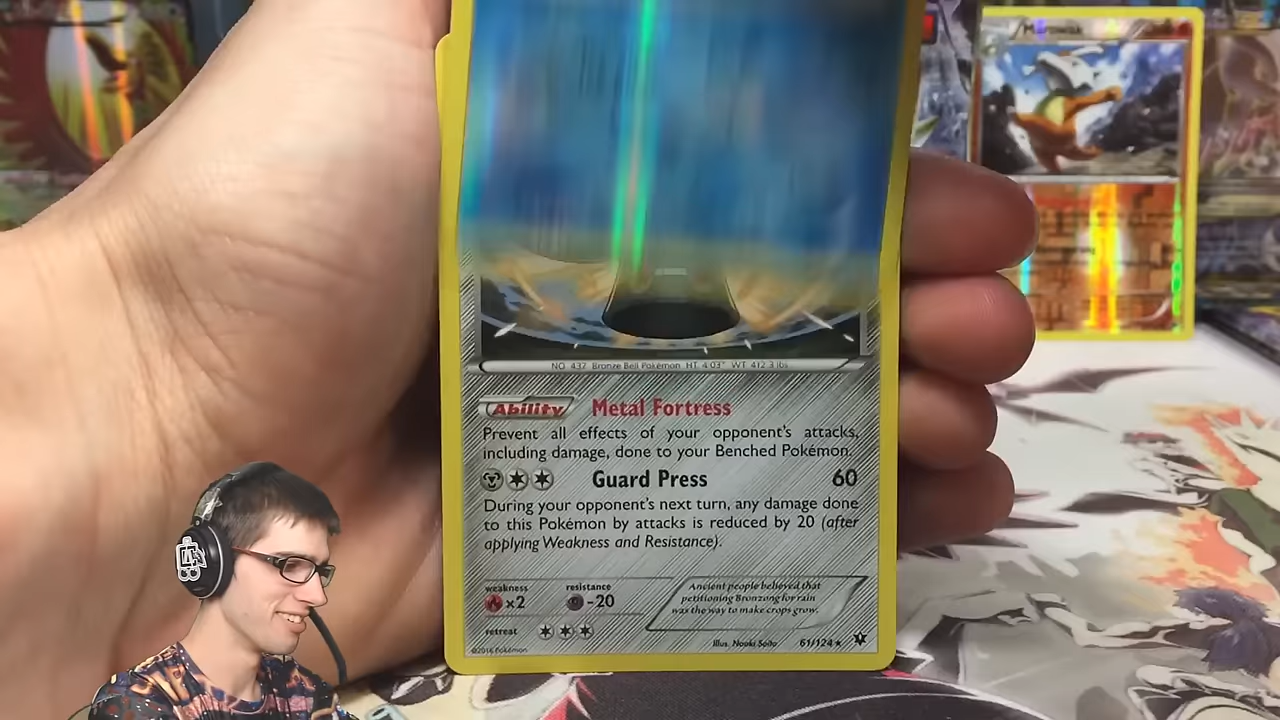 Marowak
NO. 437 Bronze Bell Pokémon HT 4'03" WT 412.3 lbs
Ability Metal Fortress
Prevent all effects of your opponent's attacks,
including damage, done to your Benched Pokémon.
Guard Press 60
During your opponent's next turn, any damage done
to this Pokémon by attacks is reduced by 20 (after
applying Weakness and Resistance).
weakness
×2
resistance
-20
Ancient people believed that
petitioning Bronzong for rain
was the way to make crops grow.
retreat
©2016 Pokémon
Illus. Naoki Saito
61/124